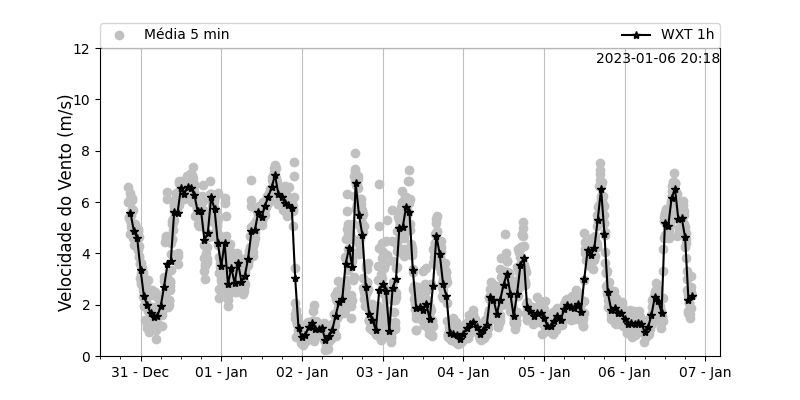 Média 5 min
WXT 1h
2023-01-06 20:18
Velocidade do Vento (m/s)
12
10
8
6
4
2
0
31 - Dec
01 - Jan
02 - Jan
03 - Jan
04 - Jan
05 - Jan
06 - Jan
07 - Jan